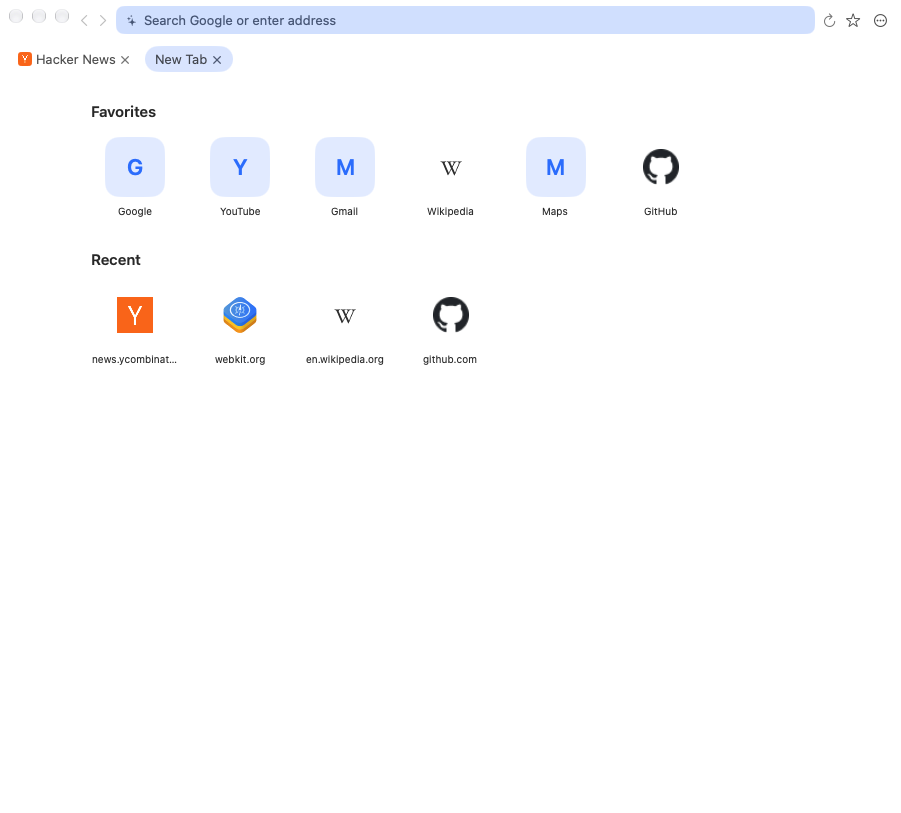 Search Google or enter address
Y Hacker News
New Tab
Favorites
G Y M W M
Google YouTube Gmail Wikipedia Maps GitHub
Recent
Y W
news.ycombinat... webkit.org en.wikipedia.org github.com